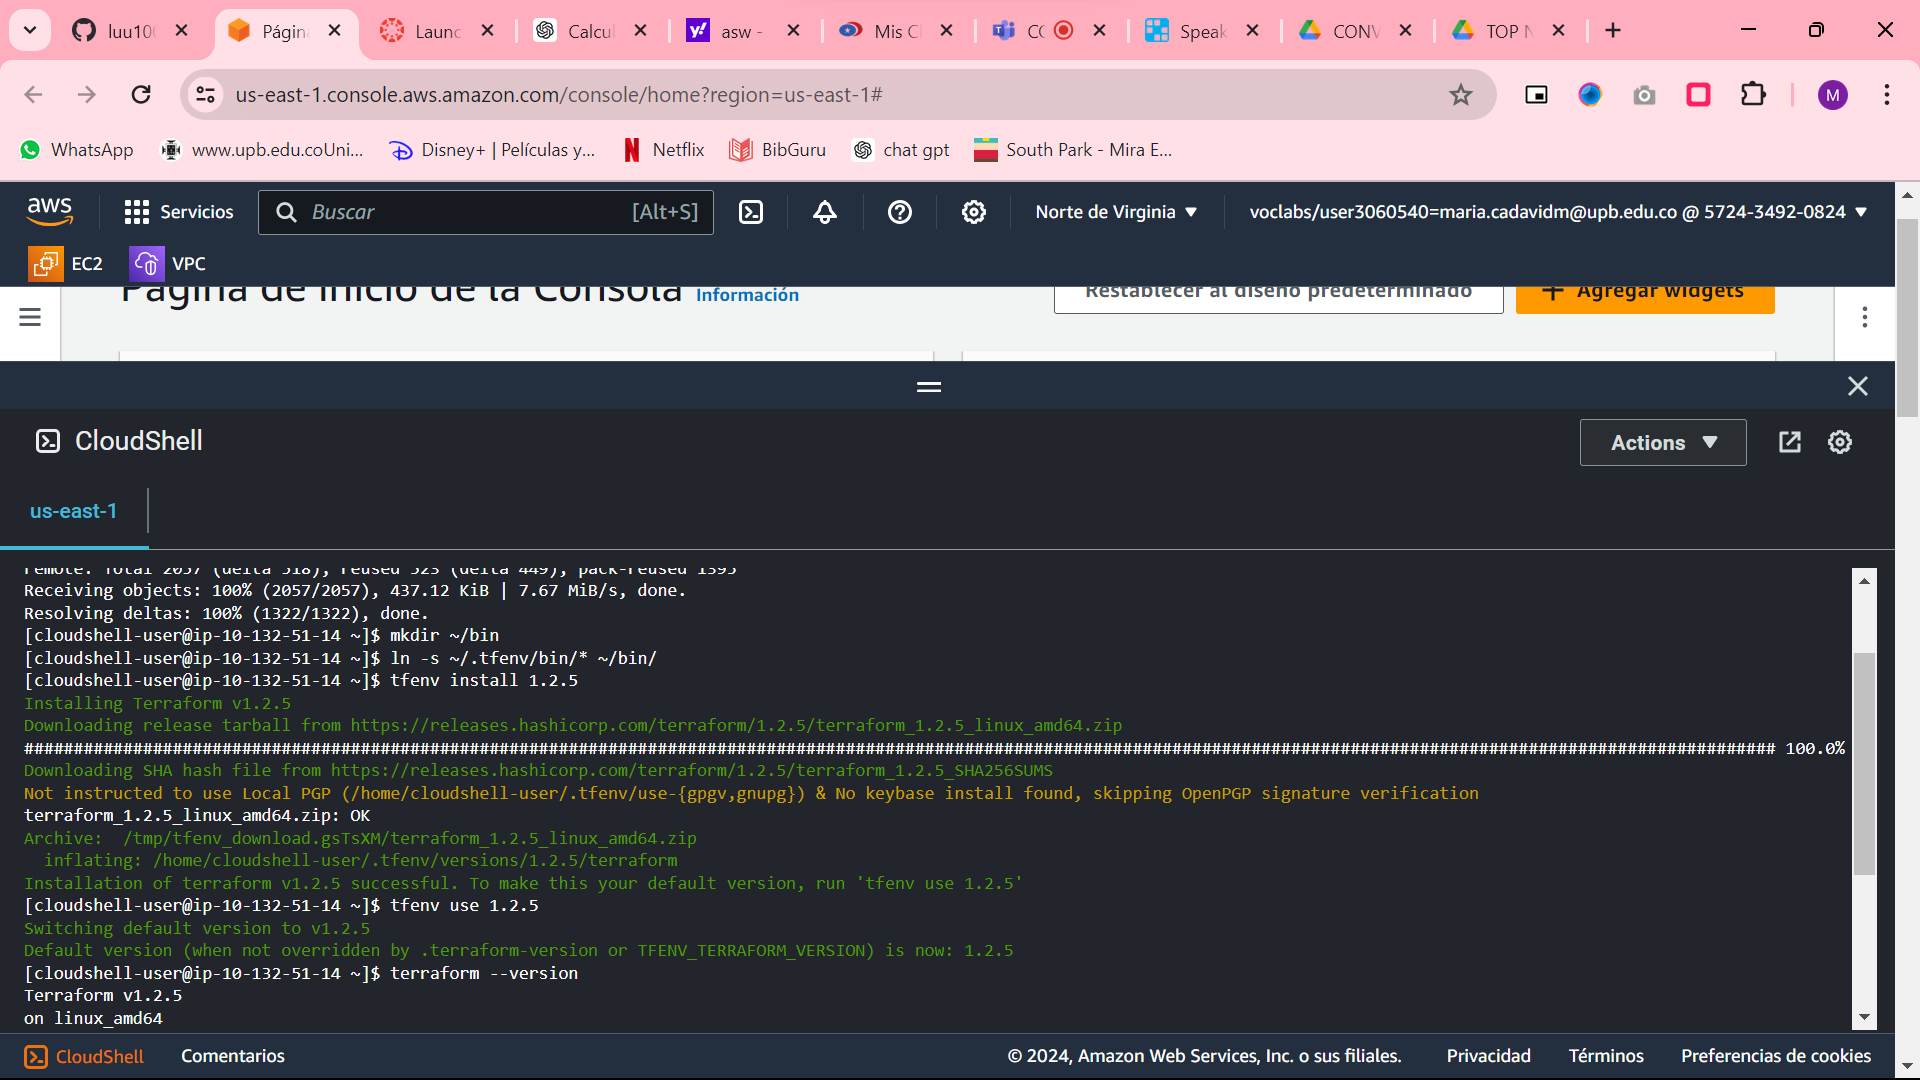 luu10
Página
Launc
Calcul
asw -
Mis C
CO
Speak
CONV
TOP N
us-east-1.console.aws.amazon.com/console/home?region=us-east-1#
M
WhatsApp
www.upb.edu.coUni...
Disney+ | Películas y...
Netflix
BibGuru
chat gpt
South Park - Mira E...
aws
Servicios
Buscar
[Alt+S]
Norte de Virginia
voclabs/user3060540=maria.cadavidm@upb.edu.co @ 5724-3492-0824
EC2
VPC
Página de inicio de la Consola
Información
Restablecer al diseño predeterminado
+ Agregar widgets
CloudShell
Actions
us-east-1
remote: Total 2057 (delta 518), reused 523 (delta 449), pack-reused 1395
Receiving objects: 100% (2057/2057), 437.12 KiB | 7.67 MiB/s, done.
Resolving deltas: 100% (1322/1322), done.
[cloudshell-user@ip-10-132-51-14 ~]$ mkdir ~/bin
[cloudshell-user@ip-10-132-51-14 ~]$ ln -s ~/.tfenv/bin/* ~/bin/
[cloudshell-user@ip-10-132-51-14 ~]$ tfenv install 1.2.5
Installing Terraform v1.2.5
Downloading release tarball from https://releases.hashicorp.com/terraform/1.2.5/terraform_1.2.5_linux_amd64.zip
################################################################################################################################################################################# 100.0%
Downloading SHA hash file from https://releases.hashicorp.com/terraform/1.2.5/terraform_1.2.5_SHA256SUMS
Not instructed to use Local PGP (/home/cloudshell-user/.tfenv/use-{gpgv,gnupg}) & No keybase install found, skipping OpenPGP signature verification
terraform_1.2.5_linux_amd64.zip: OK
Archive:  /tmp/tfenv_download.gsTsXM/terraform_1.2.5_linux_amd64.zip
  inflating: /home/cloudshell-user/.tfenv/versions/1.2.5/terraform
Installation of terraform v1.2.5 successful. To make this your default version, run 'tfenv use 1.2.5'
[cloudshell-user@ip-10-132-51-14 ~]$ tfenv use 1.2.5
Switching default version to v1.2.5
Default version (when not overridden by .terraform-version or TFENV_TERRAFORM_VERSION) is now: 1.2.5
[cloudshell-user@ip-10-132-51-14 ~]$ terraform --version
Terraform v1.2.5
on linux_amd64
CloudShell
Comentarios
© 2024, Amazon Web Services, Inc. o sus filiales.
Privacidad
Términos
Preferencias de cookies